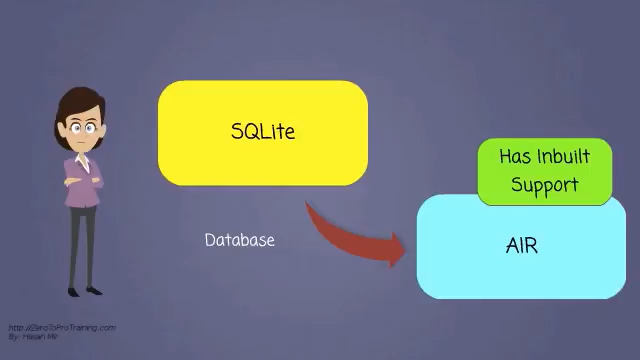 SQLite
Has Inbuilt
Support
Database
AIR
http://ZeroToProTraining.com
By: Hasan Mir